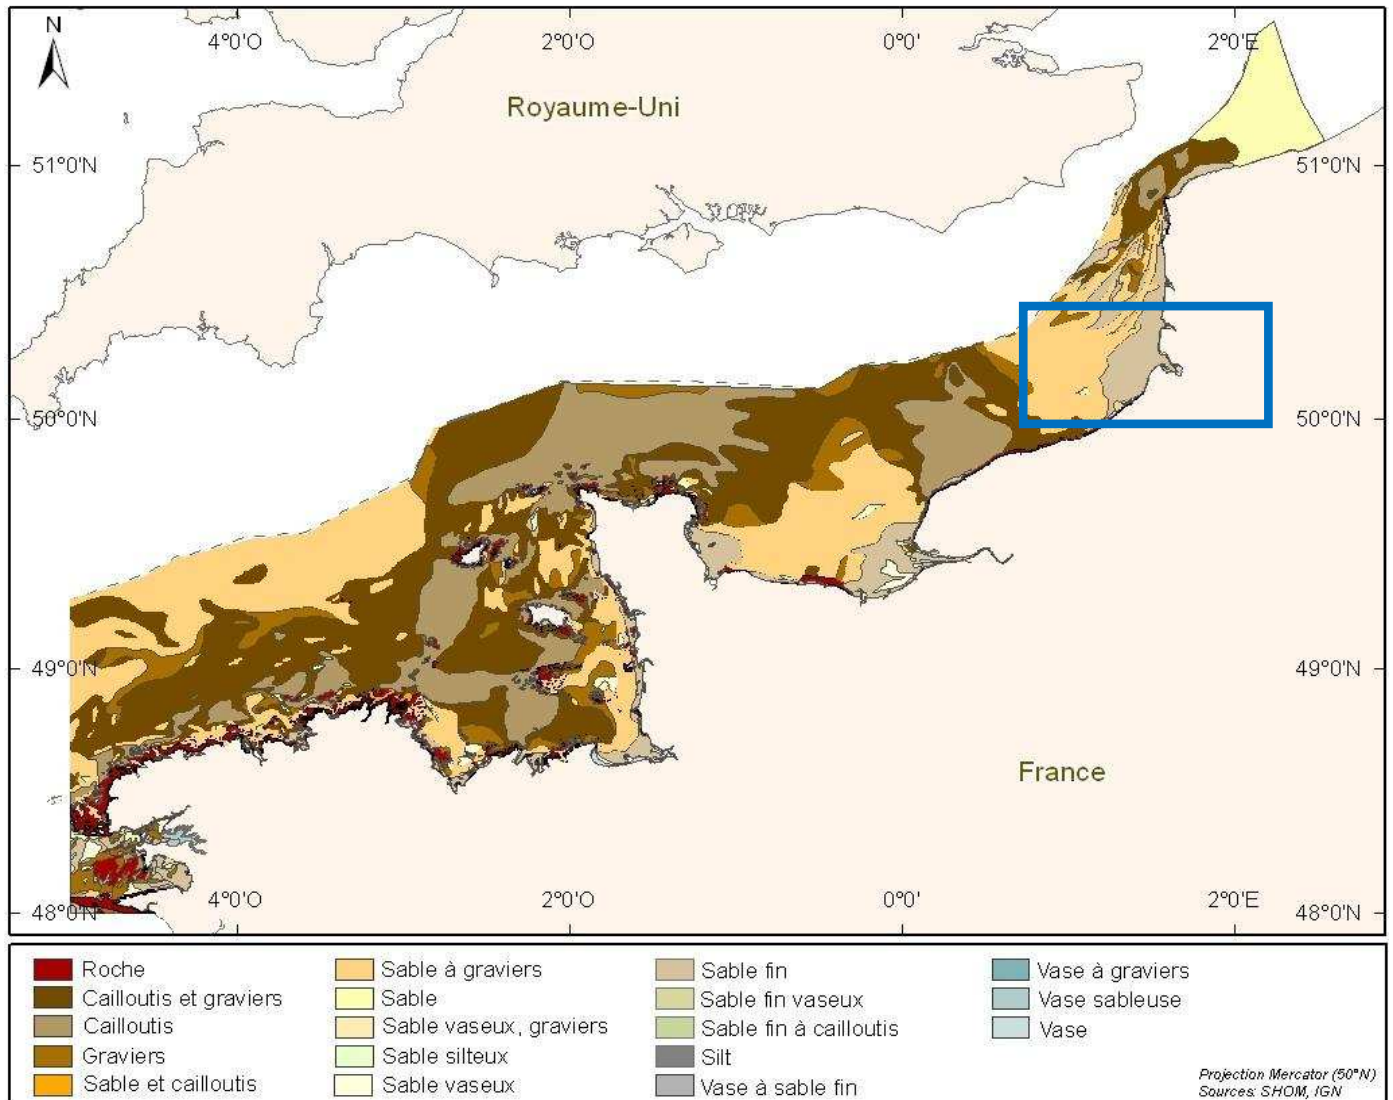 N
4°0'O 2°0'O 0°0' 2°0'E
Royaume-Uni
51°0'N 51°0'N
50°0'N 50°0'N
49°0'N 49°0'N
France
4°0'O 2°0'O 0°0' 2°0'E
48°0'N 48°0'N
Roche
Cailloutis et graviers
Cailloutis
Graviers
Sable et cailloutis
Sable à graviers
Sable
Sable vaseux, graviers
Sable silteux
Sable vaseux
Sable fin
Sable fin vaseux
Sable fin à cailloutis
Silt
Vase à sable fin
Vase à graviers
Vase sableuse
Vase
Projection Mercator (50°N)
Sources: SHOM, IGN